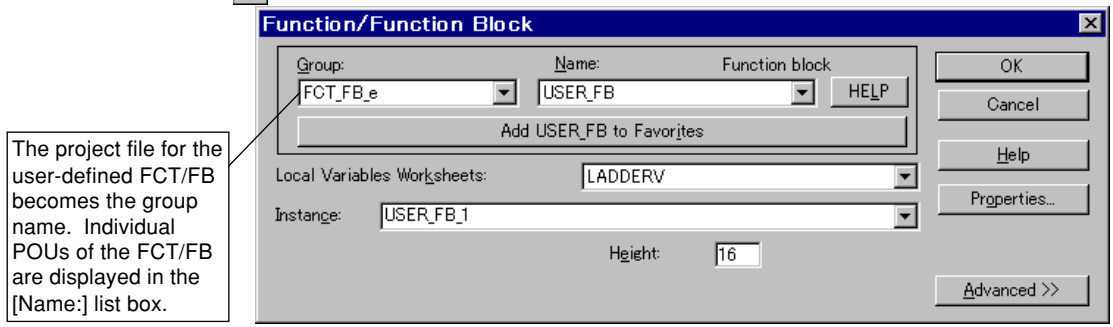 Function/Function Block
Group:
Name:
Function block
FCT_FB_e
USER_FB
HELP
Add USER_FB to Favorites
Local Variables Worksheets:
LADDERV
Instance:
USER_FB_1
Height:
16
OK
Cancel
Help
Properties...
Advanced >>
The project file for the
user-defined FCT/FB
becomes the group
name. Individual
POUs of the FCT/FB
are displayed in the
[Name:] list box.